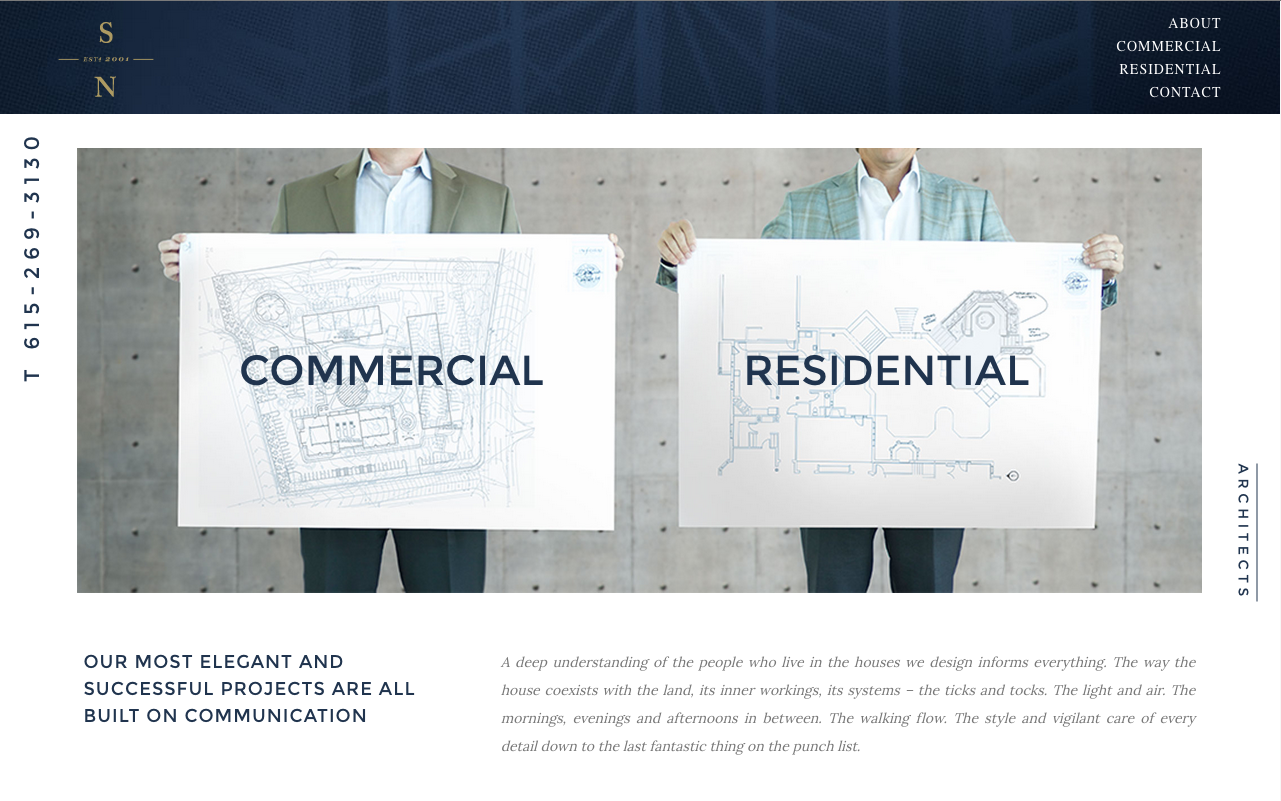 S
EST. 2001
N
ABOUT
COMMERCIAL
RESIDENTIAL
CONTACT
T 615-269-3130
COMMERCIAL
RESIDENTIAL
ARCHITECTS
OUR MOST ELEGANT AND
SUCCESSFUL PROJECTS ARE ALL
BUILT ON COMMUNICATION
A deep understanding of the people who live in the houses we design informs everything. The way the
house coexists with the land, its inner workings, its systems – the ticks and tocks. The light and air. The
mornings, evenings and afternoons in between. The walking flow. The style and vigilant care of every
detail down to the last fantastic thing on the punch list.